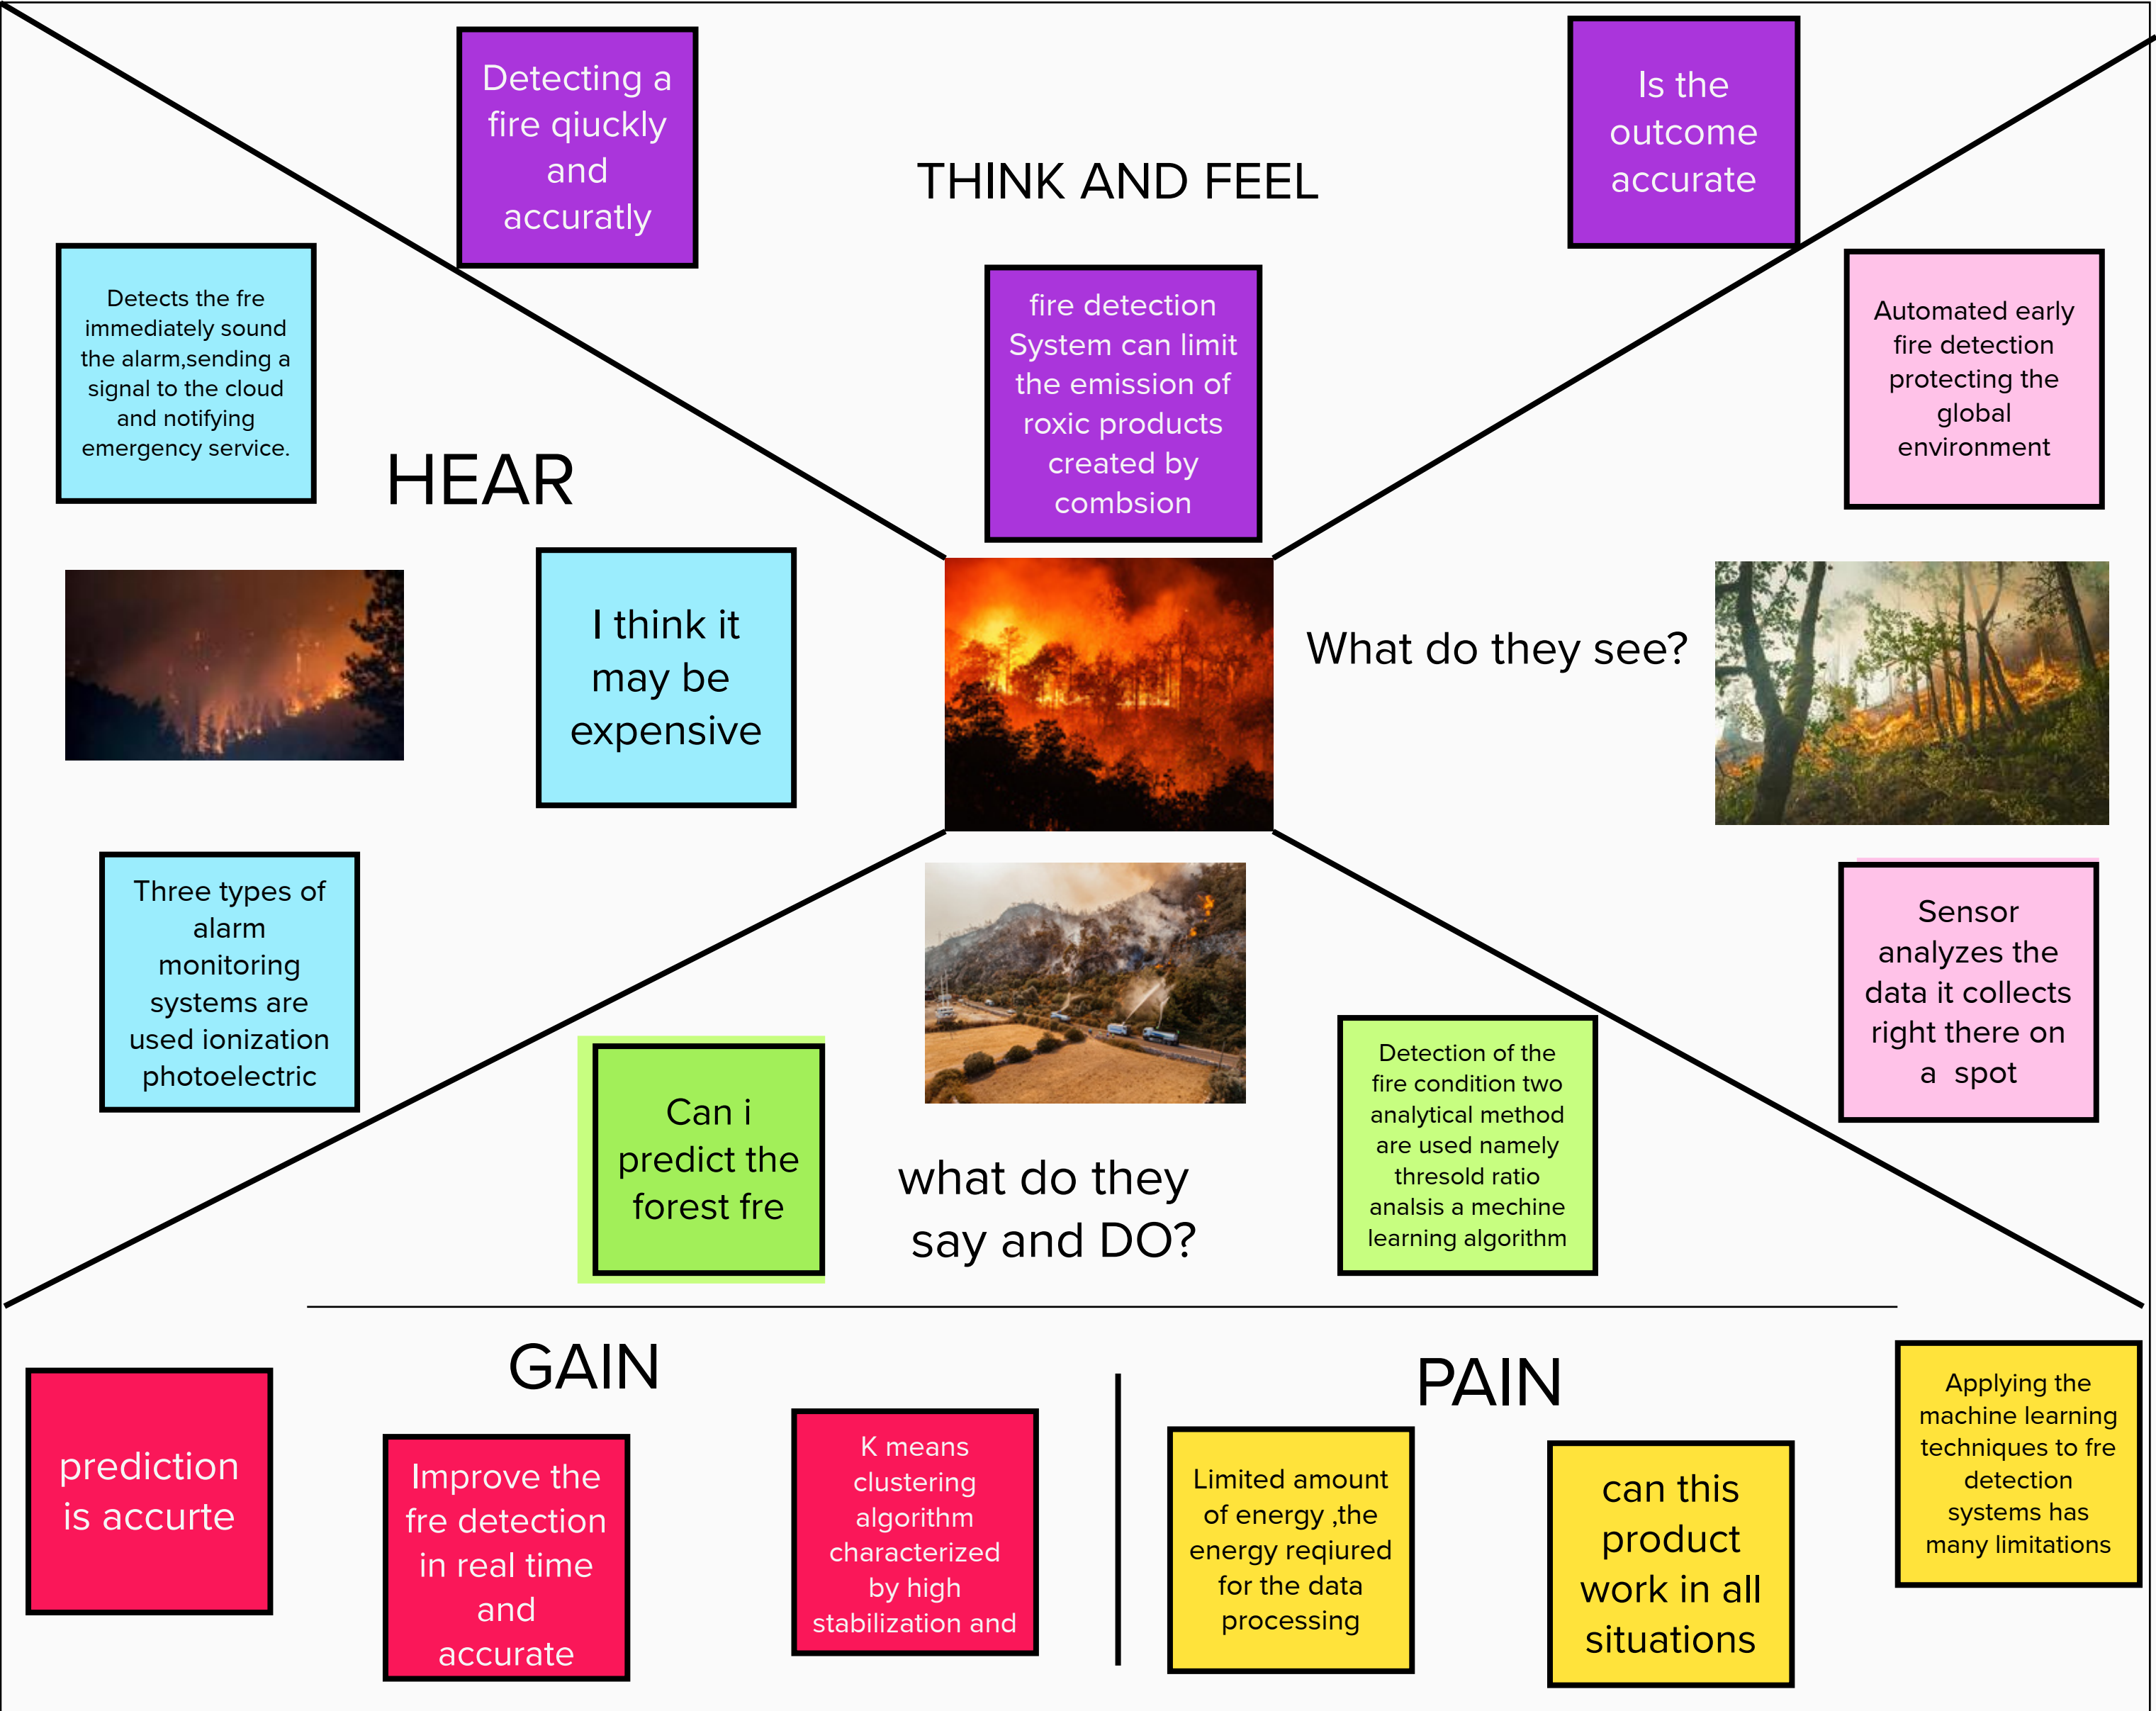 Detecting a
fire qiuckly
and
accuratly
THINK AND FEEL
Is the
outcome
accurate
fire detection
System can limit
the emission of
roxic products
created by
combsion
Detects the fre
immediately sound
the alarm,sending a
signal to the cloud
and notifying
emergency service.
HEAR
I think it
may be
expensive
Three types of
alarm
monitoring
systems are
used ionization
photoelectric
Automated early
fire detection
protecting the
global
environment
What do they see?
Sensor
analyzes the
data it collects
right there on
a spot
Can i
predict the
forest fre
what do they
say and DO?
Detection of the
fire condition two
analytical method
are used namely
thresold ratio
analsis a mechine
learning algorithm
GAIN
prediction
is accurte
Improve the
fre detection
in real time
and
accurate
K means
clustering
algorithm
characterized
by high
stabilization and
PAIN
Limited amount
of energy ,the
energy reqiured
for the data
processing
can this
product
work in all
situations
Applying the
machine learning
techniques to fre
detection
systems has
many limitations